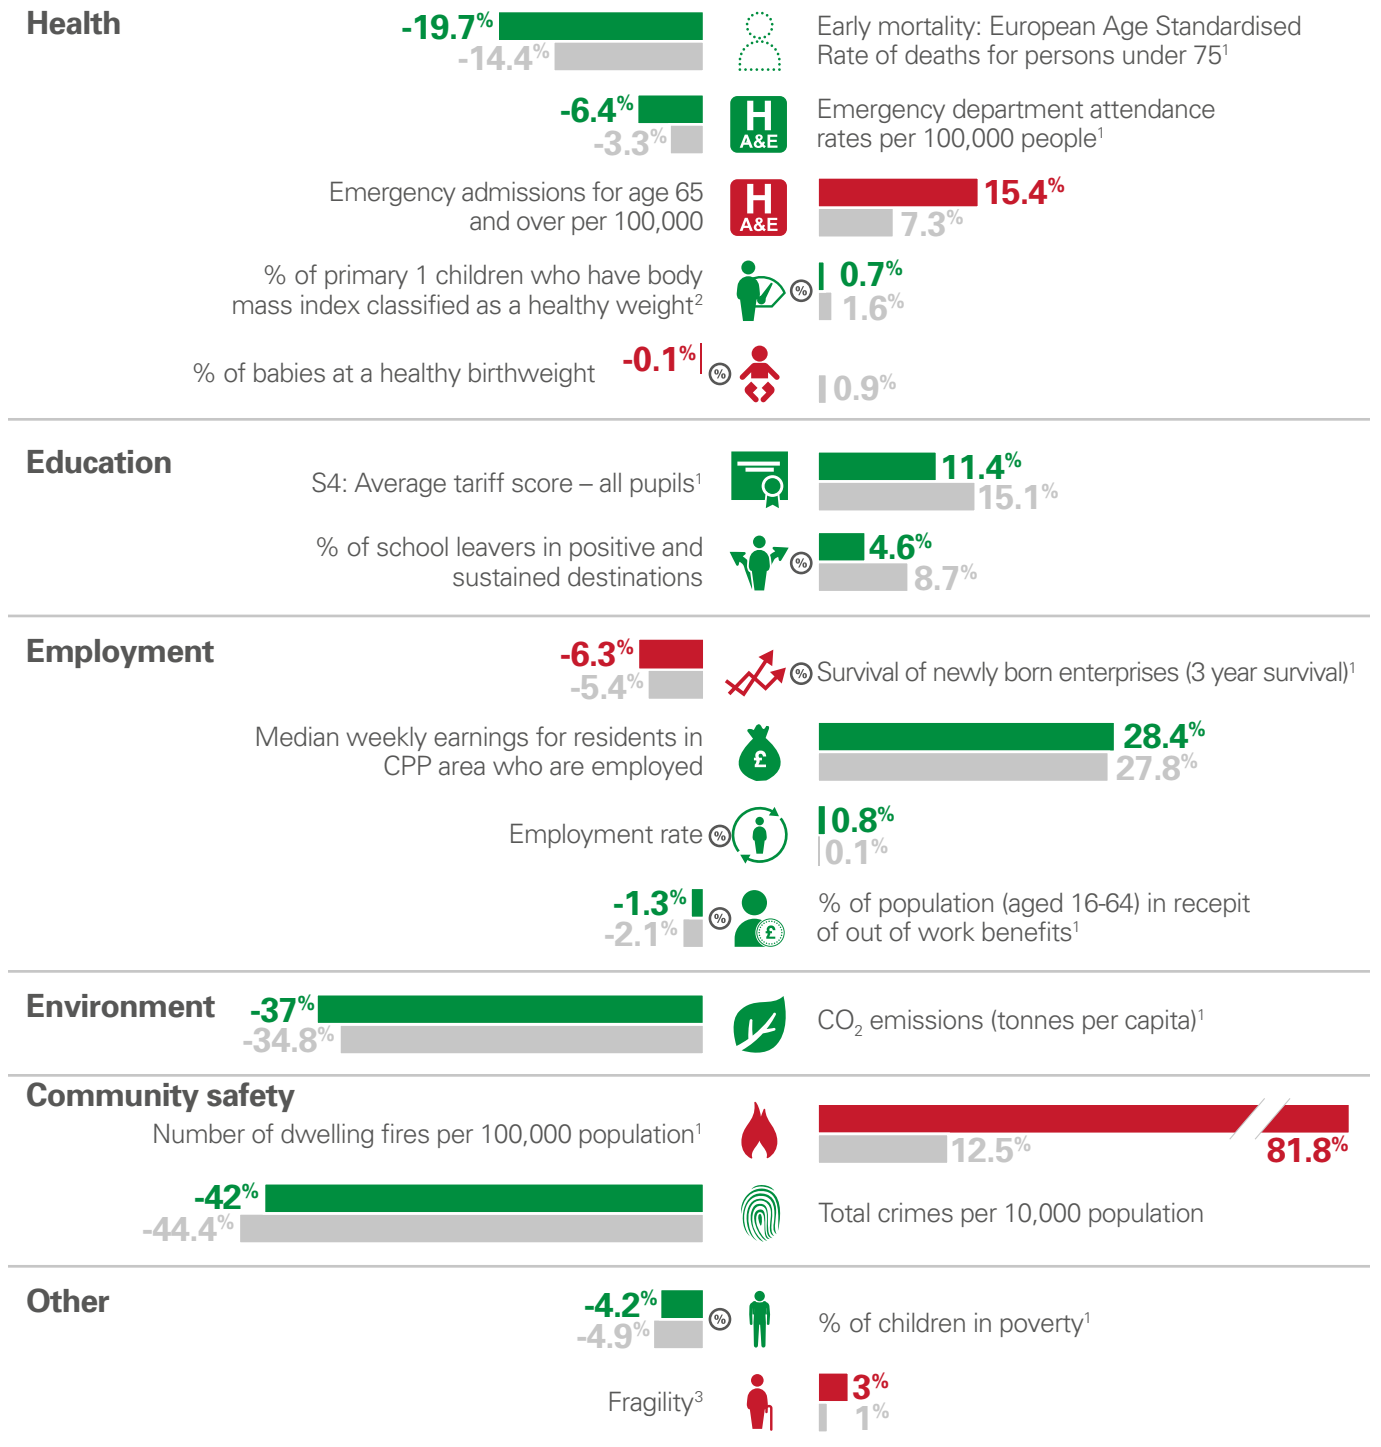 Health
-19.7%
-14.4%
Early mortality: European Age Standardised
Rate of deaths for persons under 75¹
-6.4%
-3.3%
H
A&E
Emergency department attendance
rates per 100,000 people¹
Emergency admissions for age 65
and over per 100,000
H
A&E
15.4%
7.3%
% of primary 1 children who have body
mass index classified as a healthy weight²
%
0.7%
1.6%
% of babies at a healthy birthweight
-0.1%
%
0.9%
Education
S4: Average tariff score – all pupils¹
11.4%
15.1%
% of school leavers in positive and
sustained destinations
%
4.6%
8.7%
Employment
-6.3%
-5.4%
%
Survival of newly born enterprises (3 year survival)¹
Median weekly earnings for residents in
CPP area who are employed
£
28.4%
27.8%
Employment rate
%
0.8%
0.1%
-1.3%
-2.1%
%
£
% of population (aged 16-64) in recepit
of out of work benefits¹
Environment
-37%
-34.8%
CO₂ emissions (tonnes per capita)¹
Community safety
Number of dwelling fires per 100,000 population¹
12.5%
81.8%
-42%
-44.4%
Total crimes per 10,000 population
Other
-4.2%
-4.9%
%
% of children in poverty¹
Fragility³
3%
1%